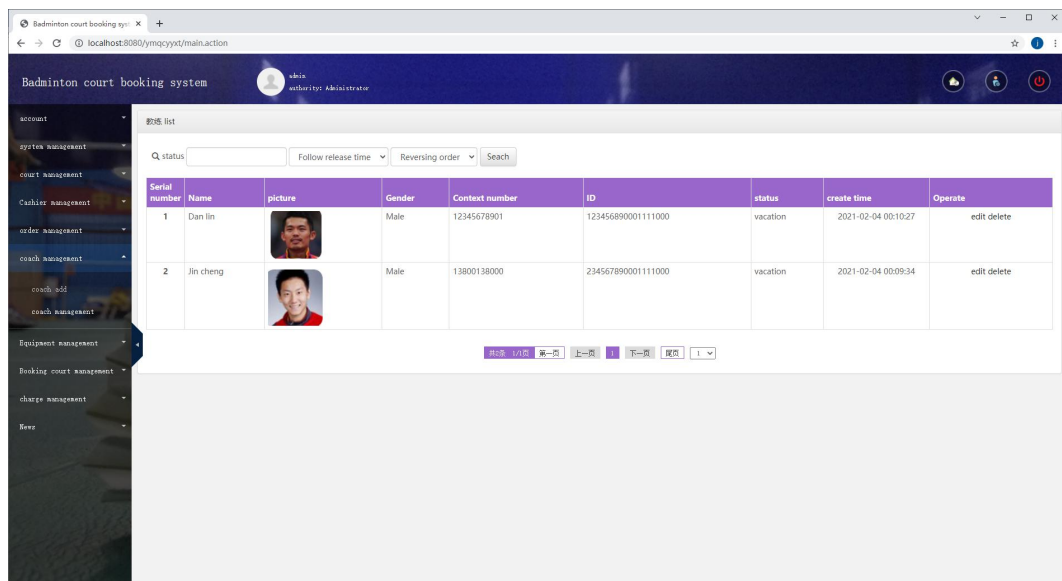 Badminton court booking syst
localhost:8080/ymqcyyxt/main.action
Badminton court booking system
admin
authority: Administrator
account
system management
court management
Cashier management
order management
coach management
coach add
coach management
Equipment management
Booking court management
charge management
News
教练 list
status Follow release time Reversing order Seach
Serial number Name picture Gender Context number ID status create time Operate
1 Dan lin Male 12345678901 123456890001111000 vacation 2021-02-04 00:10:27 edit delete
2 Jin cheng Male 13800138000 234567890001111000 vacation 2021-02-04 00:09:34 edit delete
共2条 1/1页 第一页 上一页 1 下一页 尾页 1